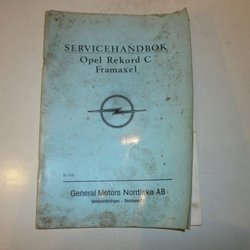 SERVICEHANDBOK
Opel Rekord C
Framaxel
General Motors Nordiska AB